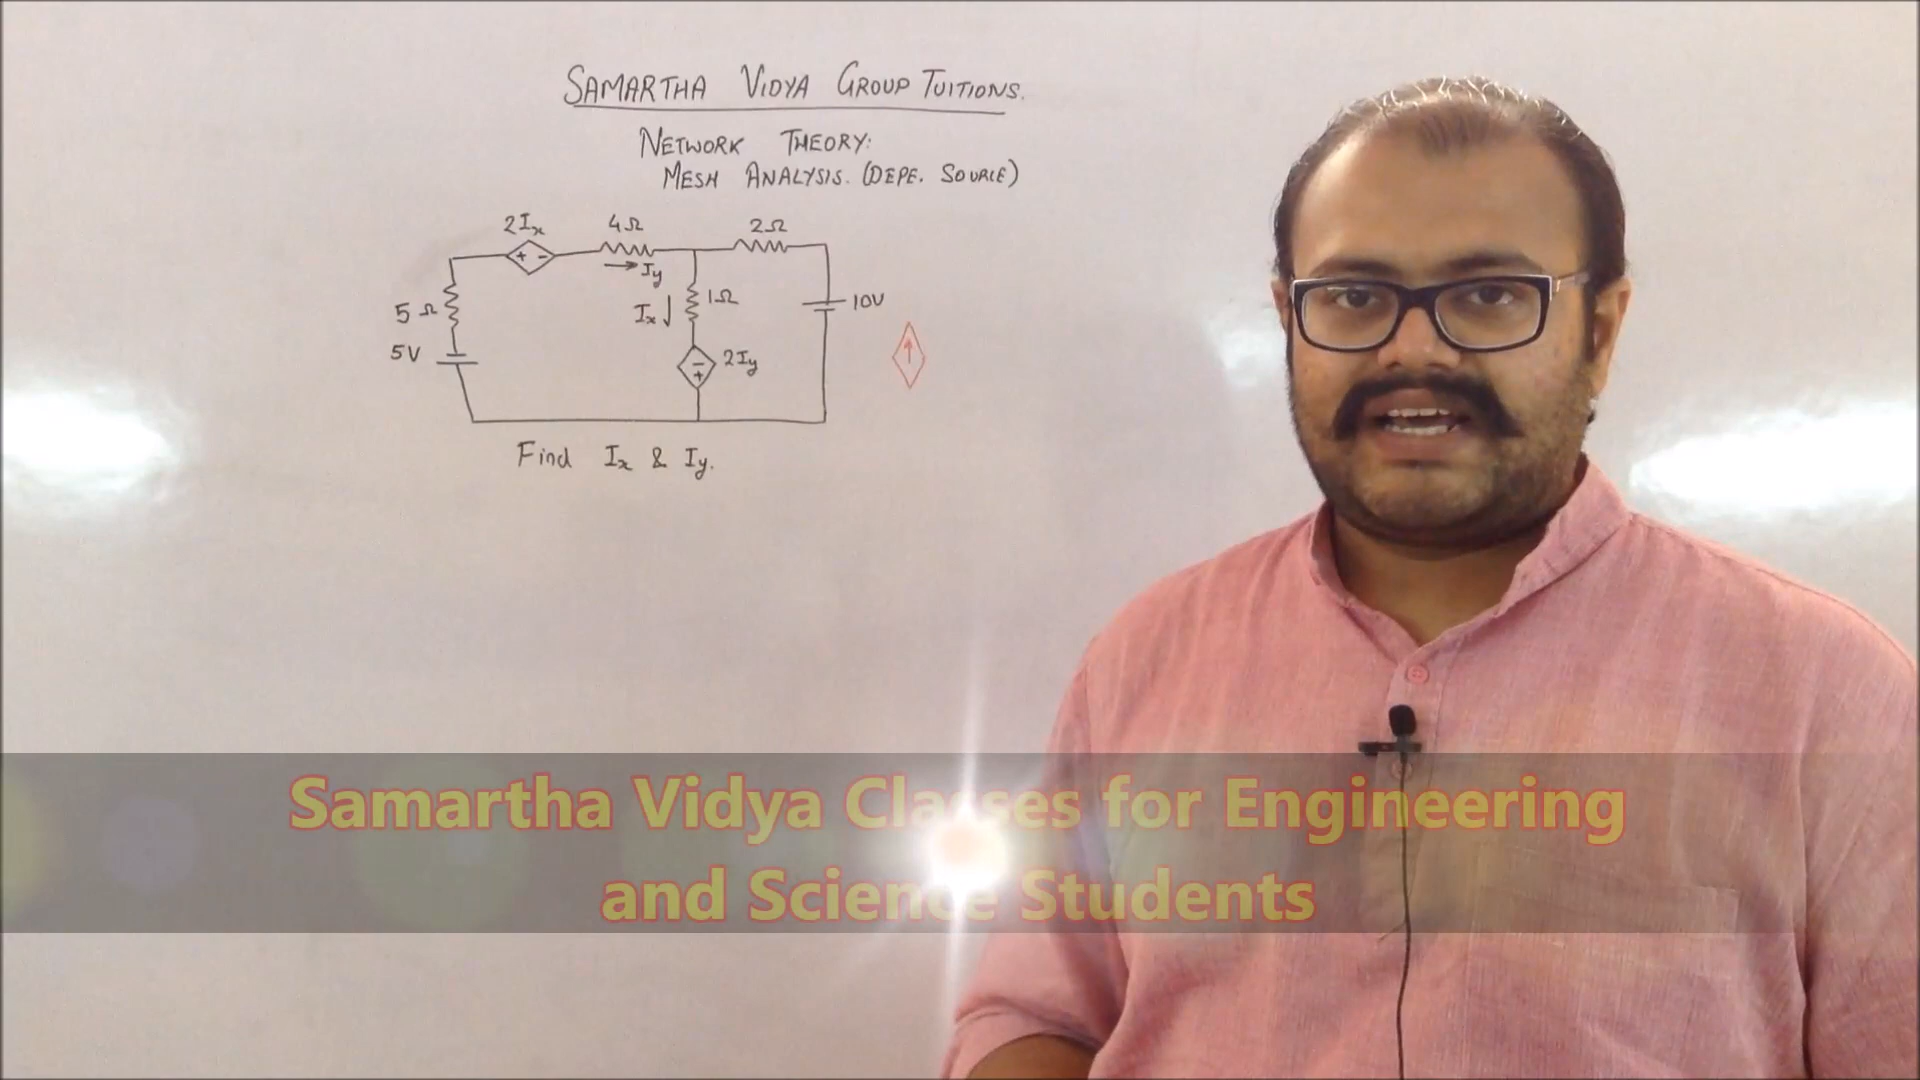 SAMARTHA VIDYA GROUP TUITIONS.
NETWORK THEORY:
MESH ANALYSIS. (DEPE. SOURCE)
2Ix 4Ω 2Ω
+ -
Iy
5Ω Ix 1Ω 10V
5V - + 2Iy
Find Ix & Iy.
Samartha Vidya Classes for Engineering
and Science Students